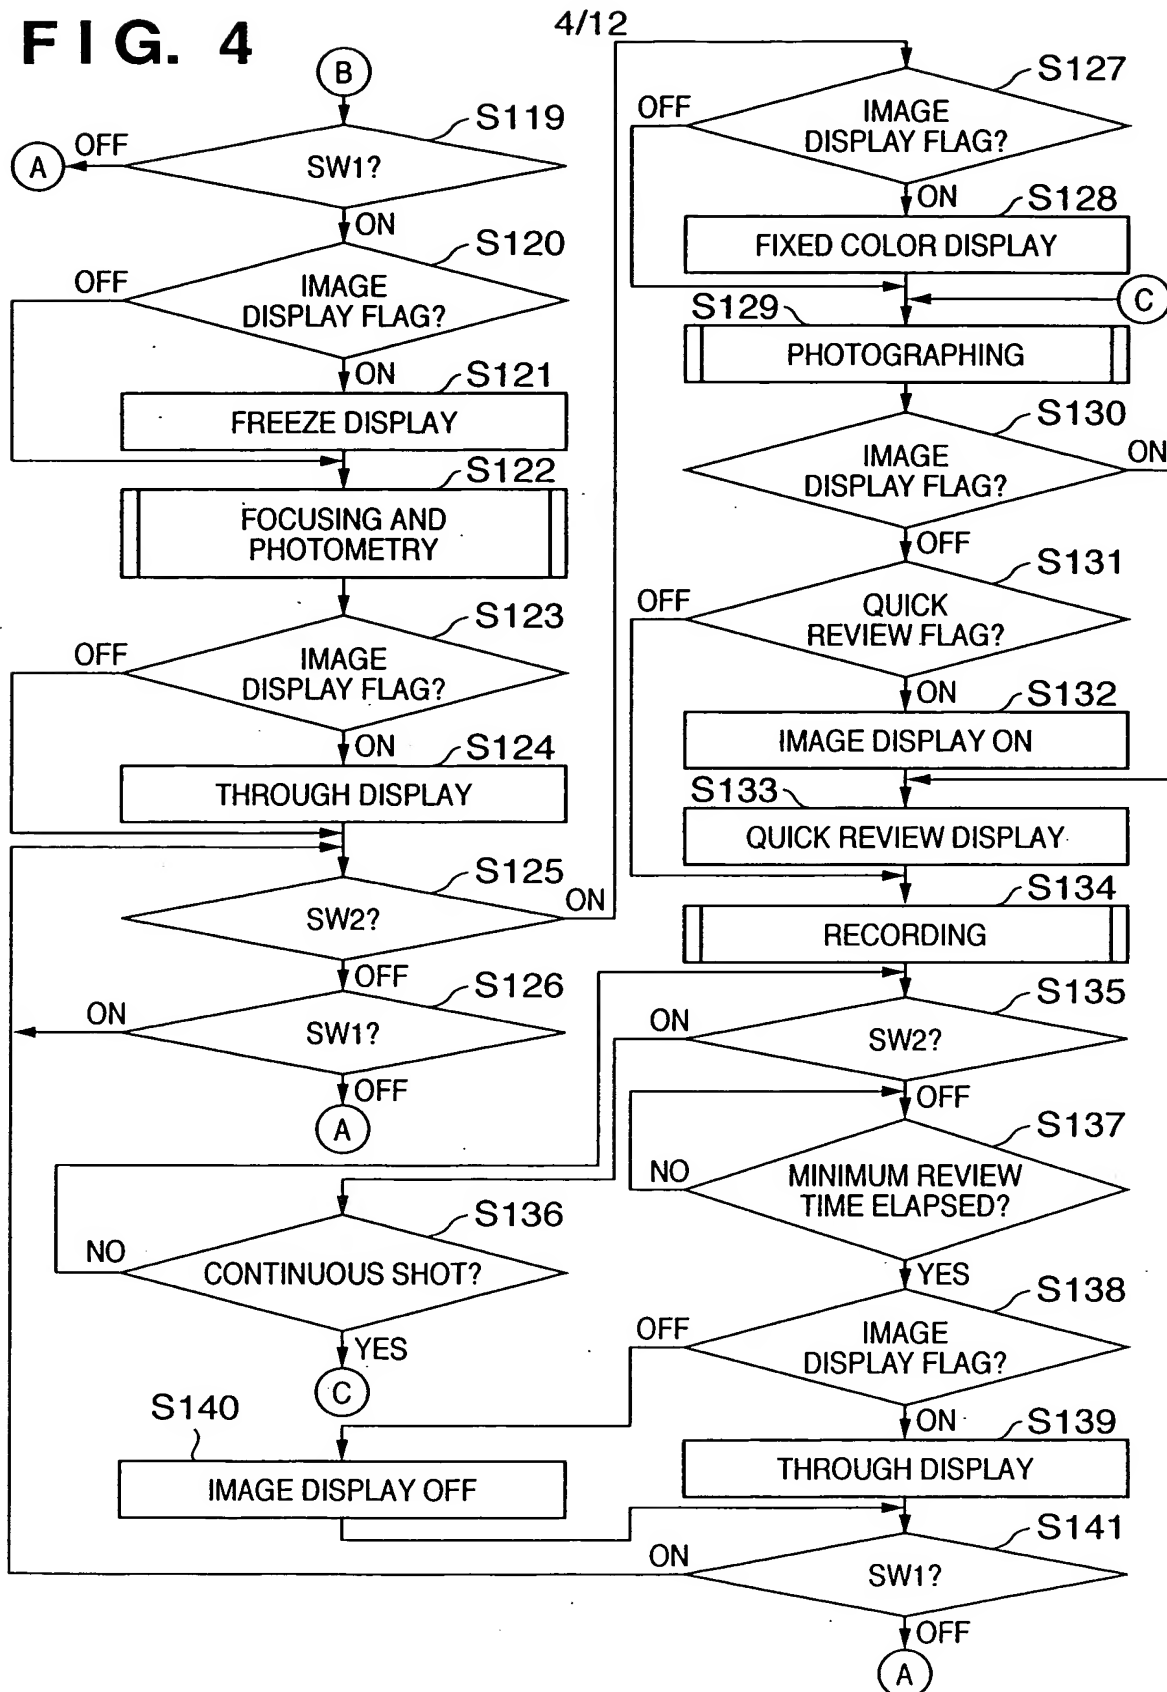 FIG. 4
4/12
B
S119
OFF
A
SW1?
ON
S120
OFF
IMAGE
DISPLAY FLAG?
ON
S121
FREEZE DISPLAY
S122
FOCUSING AND
PHOTOMETRY
S123
OFF
IMAGE
DISPLAY FLAG?
ON
S124
THROUGH DISPLAY
S125
SW2?
ON
OFF
S126
ON
SW1?
OFF
A
S136
NO
CONTINUOUS SHOT?
YES
C
S140
IMAGE DISPLAY OFF
S127
OFF
IMAGE
DISPLAY FLAG?
ON
S128
FIXED COLOR DISPLAY
C
S129
PHOTOGRAPHING
S130
ON
IMAGE
DISPLAY FLAG?
OFF
S131
OFF
QUICK
REVIEW FLAG?
ON
S132
IMAGE DISPLAY ON
S133
QUICK REVIEW DISPLAY
S134
RECORDING
S135
ON
SW2?
OFF
S137
NO
MINIMUM REVIEW
TIME ELAPSED?
YES
S138
OFF
IMAGE
DISPLAY FLAG?
ON
S139
THROUGH DISPLAY
S141
ON
SW1?
OFF
A